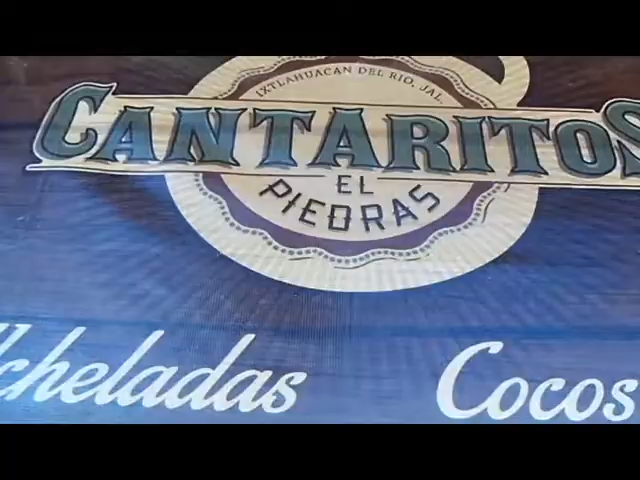 IXTLAHUACAN DEL RIO, JAL.
CANTARITOS
EL
PIEDRAS
cheladas Cocos